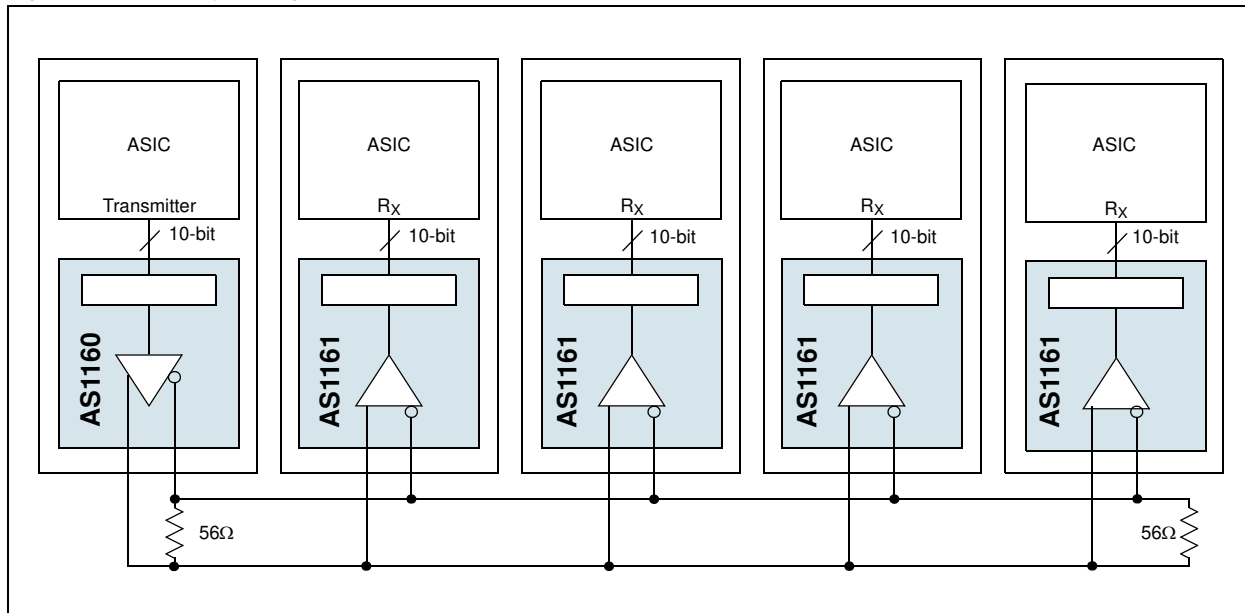 ASIC
Transmitter
10-bit
AS1160
ASIC
RX
10-bit
AS1161
ASIC
RX
10-bit
AS1161
ASIC
RX
10-bit
AS1161
ASIC
RX
10-bit
AS1161
56Ω
56Ω